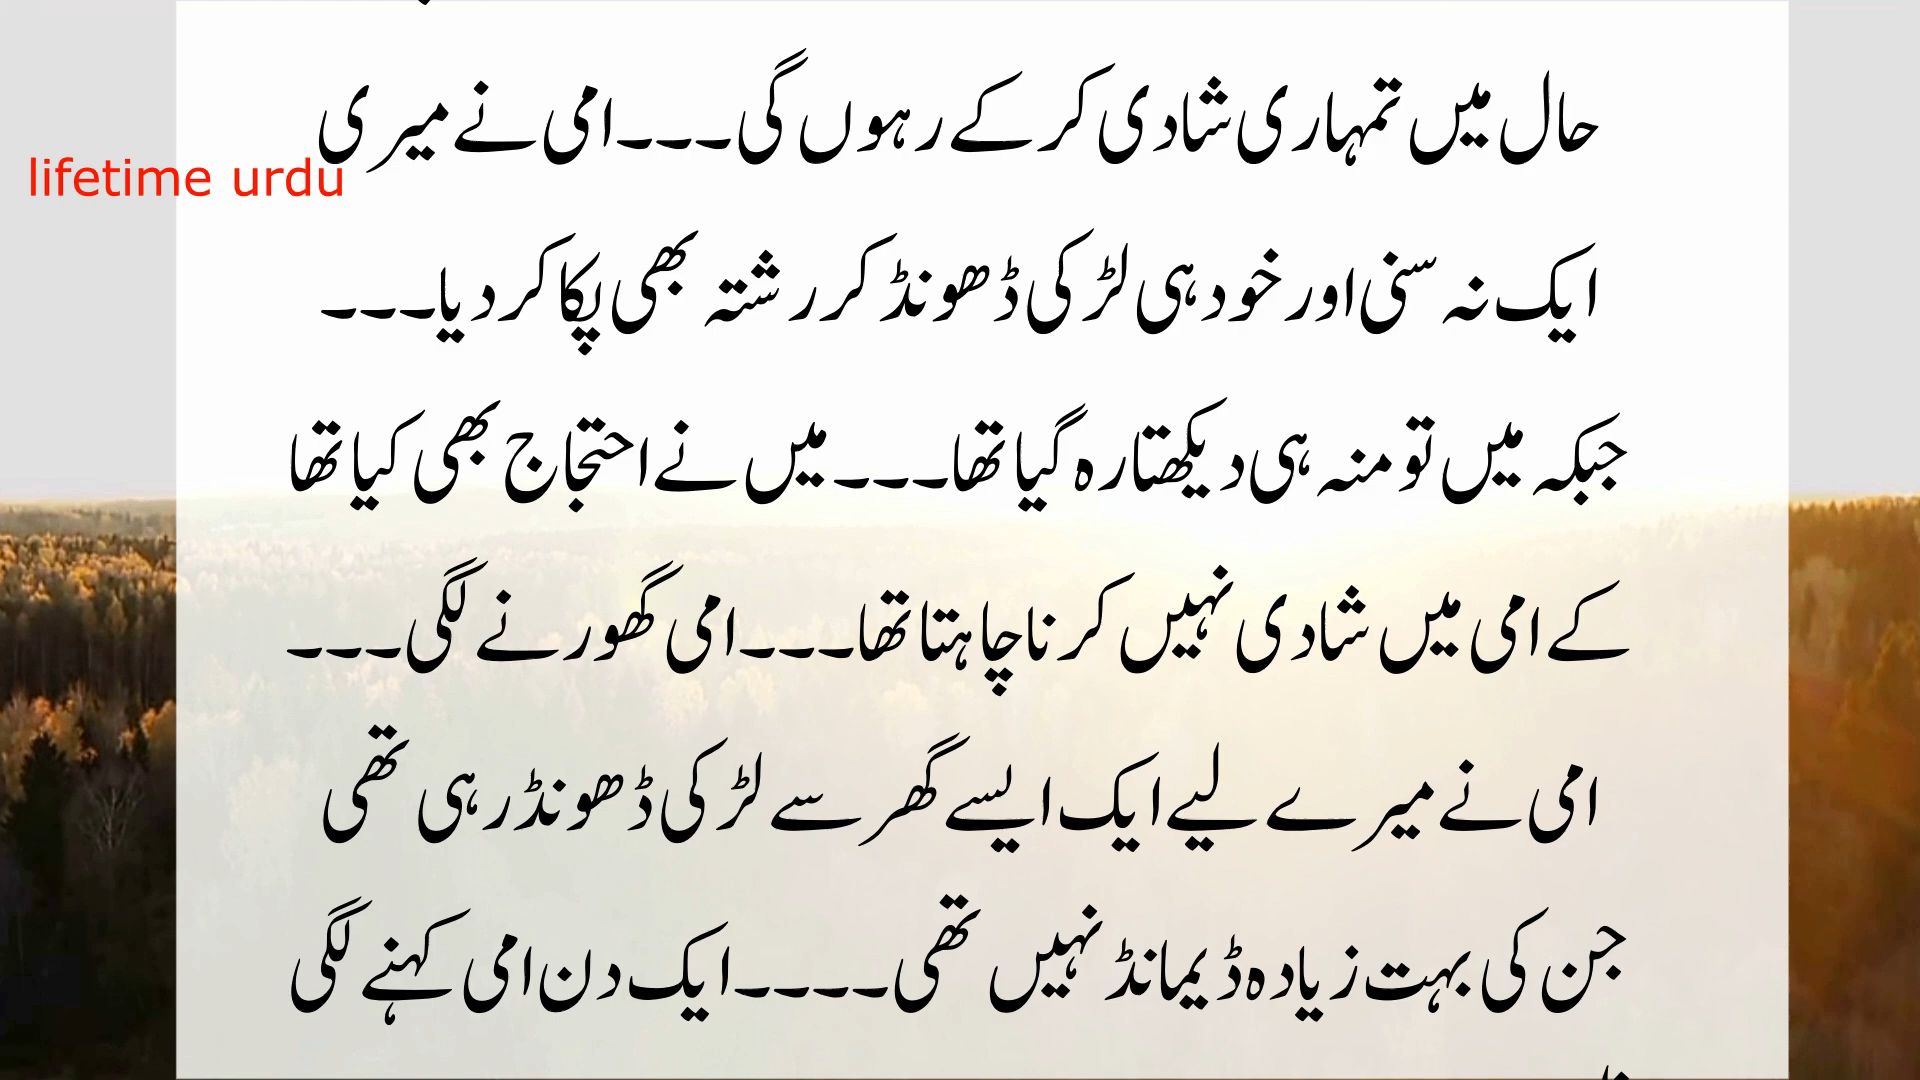 حال میں تمہاری شادی کر کے رہوں گی۔۔۔امی نے میری
lifetime urdu
ایک نہ سنی اور خود ہی لڑکی ڈھونڈ کر رشتہ بھی پکا کر دیا۔۔۔
جبکہ میں تو منہ ہی دیکھتا رہ گیا تھا۔۔۔میں نے احتجاج بھی کیا تھا
کے امی میں شادی نہیں کرنا چاہتا تھا۔۔۔امی گھورنے لگی۔۔۔
امی نے میرے لیے ایک ایسے گھر سے لڑکی ڈھونڈ رہی تھی
جن کی بہت زیادہ ڈیمانڈ نہیں تھی۔۔۔۔ایک دن امی کہنے لگی